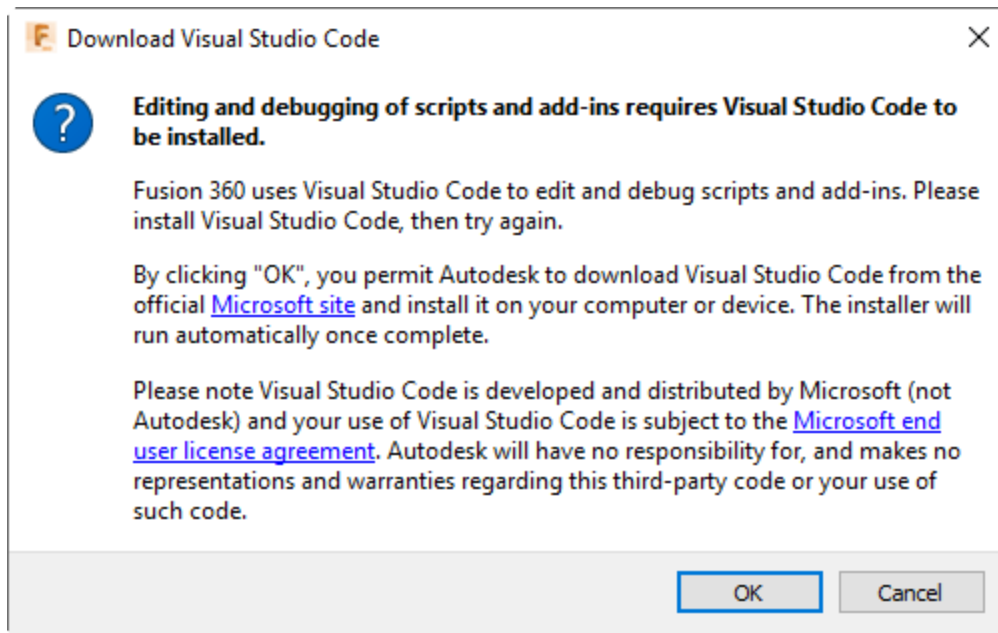 Download Visual Studio Code
Editing and debugging of scripts and add-ins requires Visual Studio Code to
be installed.
Fusion 360 uses Visual Studio Code to edit and debug scripts and add-ins. Please
install Visual Studio Code, then try again.
By clicking "OK", you permit Autodesk to download Visual Studio Code from the
official Microsoft site and install it on your computer or device. The installer will
run automatically once complete.
Please note Visual Studio Code is developed and distributed by Microsoft (not
Autodesk) and your use of Visual Studio Code is subject to the Microsoft end
user license agreement. Autodesk will have no responsibility for, and makes no
representations and warranties regarding this third-party code or your use of
such code.
OK Cancel